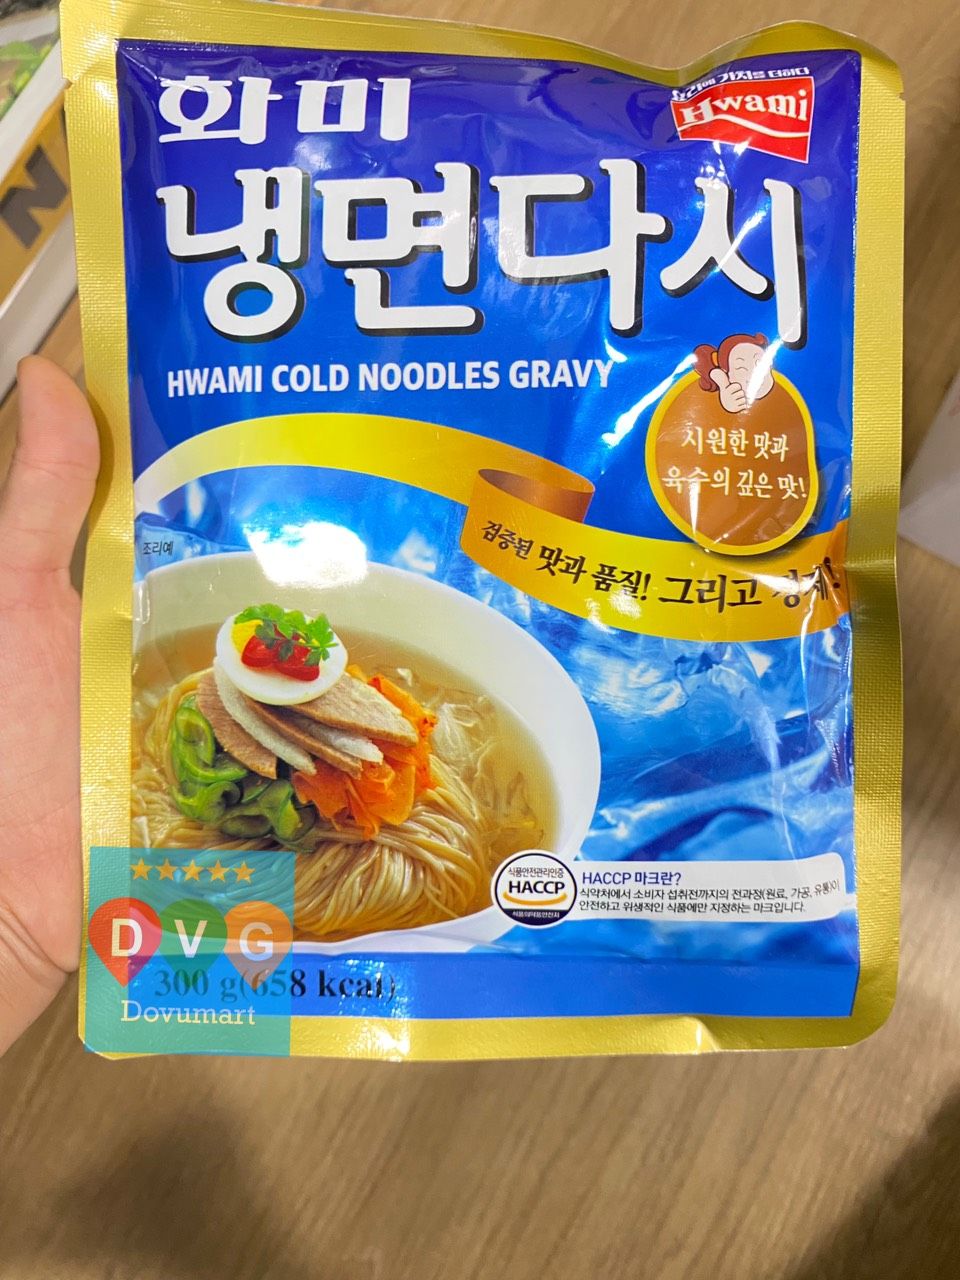 화미
요리에 가치를 더하다
Hwami
냉면다시
HWAMI COLD NOODLES GRAVY
시원한 맛과
육수의 깊은 맛!
검증된 맛과 품질! 그리고 경제!
조리예
식품안전관리인증
HACCP
식품의약품안전처
HACCP 마크란?
식약처에서 소비자 섭취전까지의 전과정(원료, 가공, 유통)이
안전하고 위생적인 식품에만 지정하는 마크입니다.
D V G
300 g(658 kcal)
Dovumart